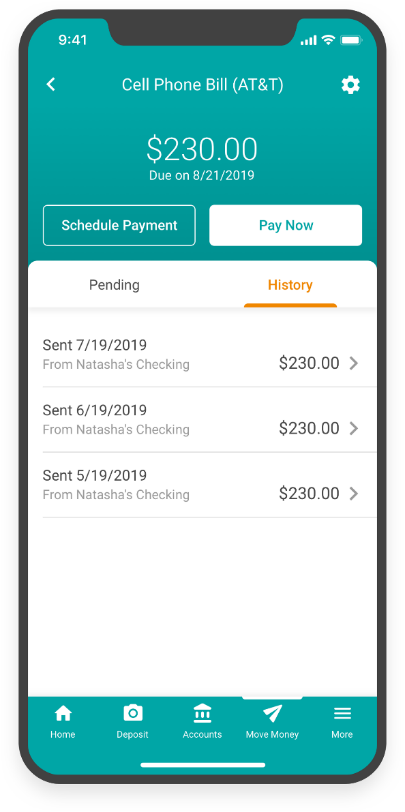 9:41
Cell Phone Bill (AT&T)
$230.00
Due on 8/21/2019
Schedule Payment
Pay Now
Pending
History
Sent 7/19/2019
From Natasha's Checking
$230.00
Sent 6/19/2019
From Natasha's Checking
$230.00
Sent 5/19/2019
From Natasha's Checking
$230.00
Home
Deposit
Accounts
Move Money
More